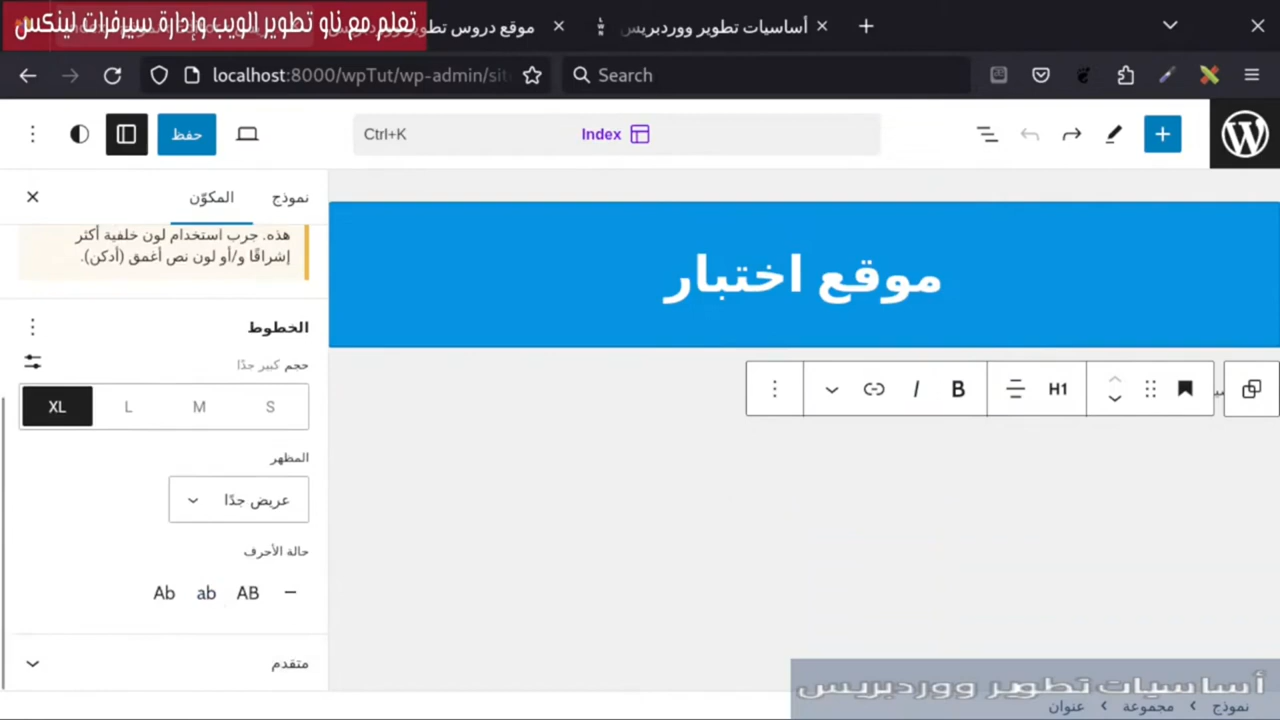 تعلم مع ناو تطوير الويب وإدارة سيرفرات لينكس
موقع دروس تطوير ووردبريس
أساسيات تطوير ووردبريس
localhost:8000/wpTut/wp-admin/sit
Search
حفظ
Ctrl+K
Index
نموذج
المكوّن
هذه. جرب استخدام لون خلفية أكثر
إشراقًا و/أو لون نص أغمق (أدكن).
موقع اختبار
الخطوط
حجم كبير جدًا
XL L M S
H1 B I
المظهر
عريض جدًا
حالة الأحرف
Ab ab AB –
متقدم
أساسيات تطوير ووردبريس
نموذج › مجموعة › عنوان